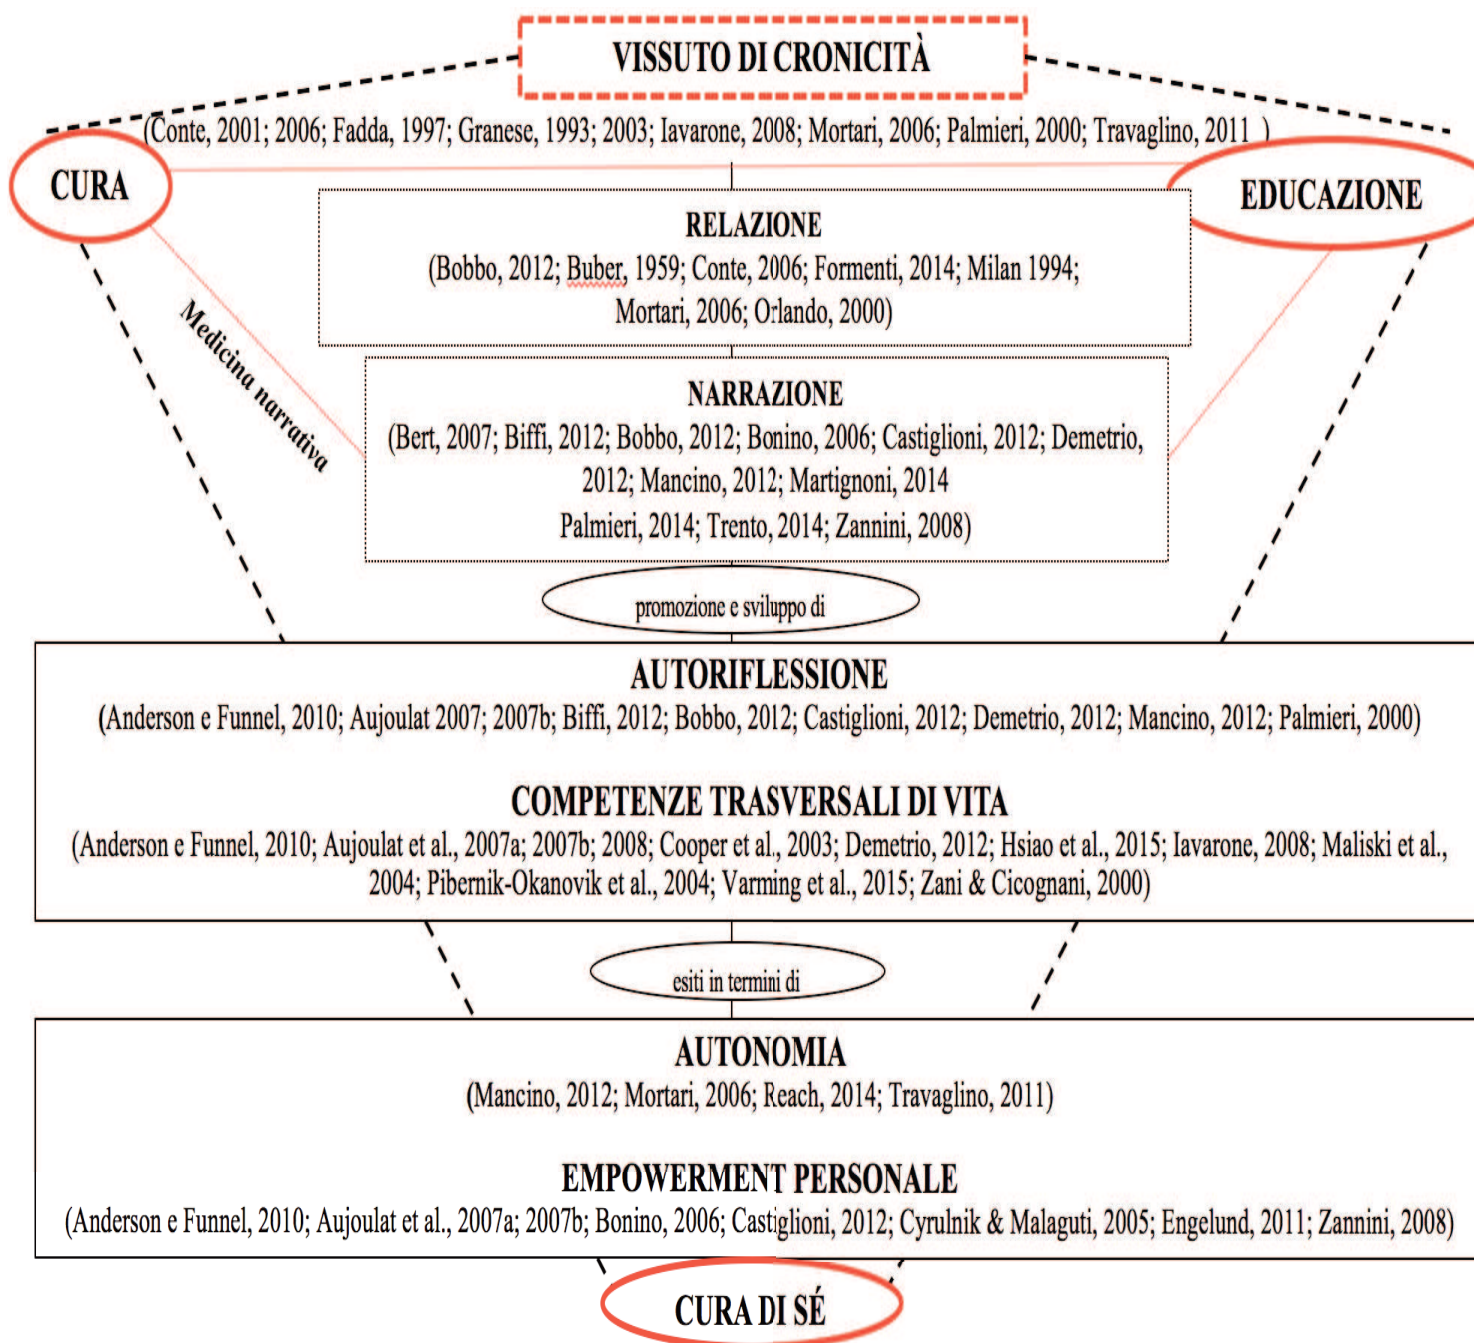 VISSUTO DI CRONICITÀ
(Conte, 2001; 2006; Fadda, 1997; Granese, 1993; 2003; Iavarone, 2008; Mortari, 2006; Palmieri, 2000; Travaglino, 2011 )
CURA
EDUCAZIONE
RELAZIONE
(Bobbo, 2012; Buber, 1959; Conte, 2006; Formenti, 2014; Milan 1994;
Mortari, 2006; Orlando, 2000)
Medicina narrativa
NARRAZIONE
(Bert, 2007; Biffi, 2012; Bobbo, 2012; Bonino, 2006; Castiglioni, 2012; Demetrio,
2012; Mancino, 2012; Martignoni, 2014
Palmieri, 2014; Trento, 2014; Zannini, 2008)
promozione e sviluppo di
AUTORIFLESSIONE
(Anderson e Funnel, 2010; Aujoulat 2007; 2007b; Biffi, 2012; Bobbo, 2012; Castiglioni, 2012; Demetrio, 2012; Mancino, 2012; Palmieri, 2000)
COMPETENZE TRASVERSALI DI VITA
(Anderson e Funnel, 2010; Aujoulat et al., 2007a; 2007b; 2008; Cooper et al., 2003; Demetrio, 2012; Hsiao et al., 2015; Iavarone, 2008; Maliski et al.,
2004; Pibernik-Okanovik et al., 2004; Varming et al., 2015; Zani & Cicognani, 2000)
esiti in termini di
AUTONOMIA
(Mancino, 2012; Mortari, 2006; Reach, 2014; Travaglino, 2011)
EMPOWERMENT PERSONALE
(Anderson e Funnel, 2010; Aujoulat et al., 2007a; 2007b; Bonino, 2006; Castiglioni, 2012; Cyrulnik & Malaguti, 2005; Engelund, 2011; Zannini, 2008)
CURA DI SÉ